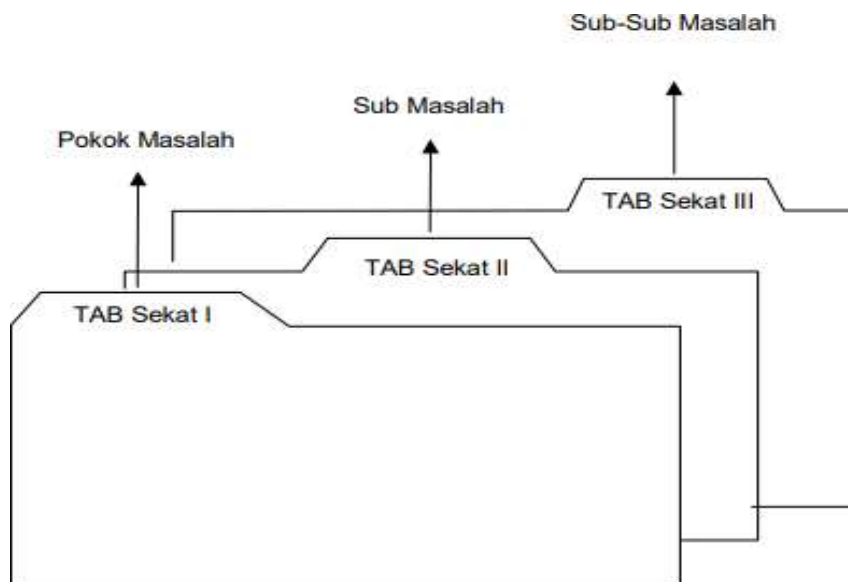 Sub-Sub Masalah
Sub Masalah
Pokok Masalah
TAB Sekat III
TAB Sekat II
TAB Sekat I